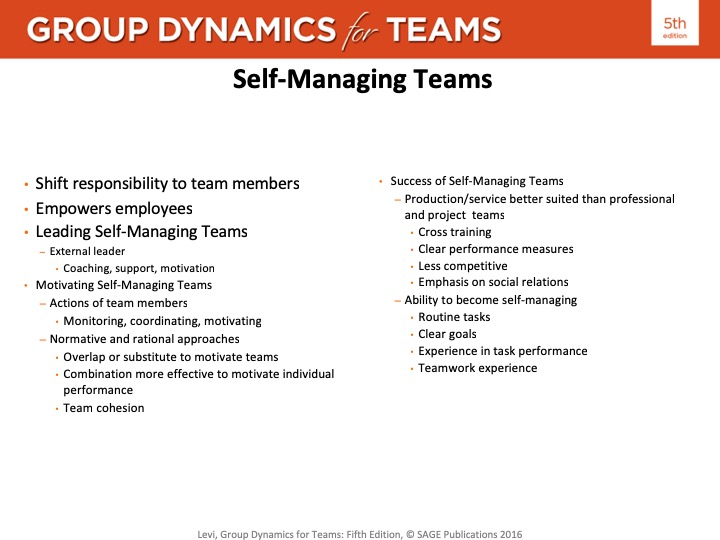 GROUP DYNAMICS for TEAMS
5th
edition
Self-Managing Teams
• Shift responsibility to team members
• Empowers employees
• Leading Self-Managing Teams
– External leader
• Coaching, support, motivation
• Motivating Self-Managing Teams
– Actions of team members
• Monitoring, coordinating, motivating
– Normative and rational approaches
• Overlap or substitute to motivate teams
• Combination more effective to motivate individual
performance
• Team cohesion
• Success of Self-Managing Teams
– Production/service better suited than professional
and project teams
• Cross training
• Clear performance measures
• Less competitive
• Emphasis on social relations
– Ability to become self-managing
• Routine tasks
• Clear goals
• Experience in task performance
• Teamwork experience
Levi, Group Dynamics for Teams: Fifth Edition, © SAGE Publications 2016